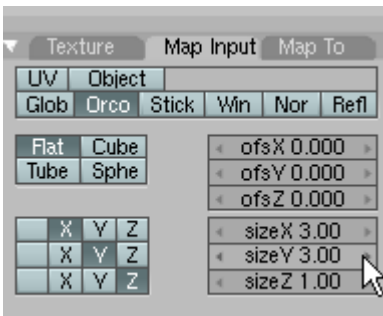 Texture Map Input Map To
UV Object
Glob Orco Stick Win Nor Refl
Flat Cube ofsX 0.000
Tube Sphe ofsY 0.000
ofsZ 0.000
X Y Z sizeX 3.00
X Y Z sizeY 3.00
X Y Z sizeZ 1.00